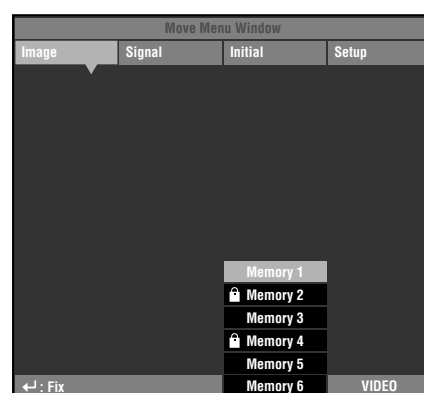 Move Menu Window
Image Signal Initial Setup
Memory 1
Memory 2
Memory 3
Memory 4
Memory 5
↵: Fix Memory 6 VIDEO